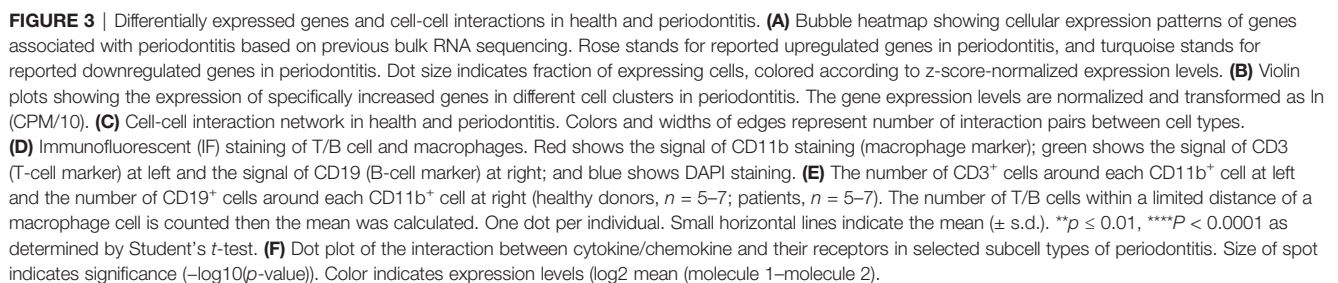 FIGURE 3 | Differentially expressed genes and cell-cell interactions in health and periodontitis. (A) Bubble heatmap showing cellular expression patterns of genes
associated with periodontitis based on previous bulk RNA sequencing. Rose stands for reported upregulated genes in periodontitis, and turquoise stands for
reported downregulated genes in periodontitis. Dot size indicates fraction of expressing cells, colored according to z-score-normalized expression levels. (B) Violin
plots showing the expression of specifically increased genes in different cell clusters in periodontitis. The gene expression levels are normalized and transformed as ln
(CPM/10). (C) Cell-cell interaction network in health and periodontitis. Colors and widths of edges represent number of interaction pairs between cell types.
(D) Immunofluorescent (IF) staining of T/B cell and macrophages. Red shows the signal of CD11b staining (macrophage marker); green shows the signal of CD3
(T-cell marker) at left and the signal of CD19 (B-cell marker) at right; and blue shows DAPI staining. (E) The number of CD3⁺ cells around each CD11b⁺ cell at left
and the number of CD19⁺ cells around each CD11b⁺ cell at right (healthy donors, n = 5–7; patients, n = 5–7). The number of T/B cells within a limited distance of a
macrophage cell is counted then the mean was calculated. One dot per individual. Small horizontal lines indicate the mean (± s.d.). **p ≤ 0.01, ****P < 0.0001 as
determined by Student's t-test. (F) Dot plot of the interaction between cytokine/chemokine and their receptors in selected subcell types of periodontitis. Size of spot
indicates significance (−log10(p-value)). Color indicates expression levels (log2 mean (molecule 1–molecule 2).